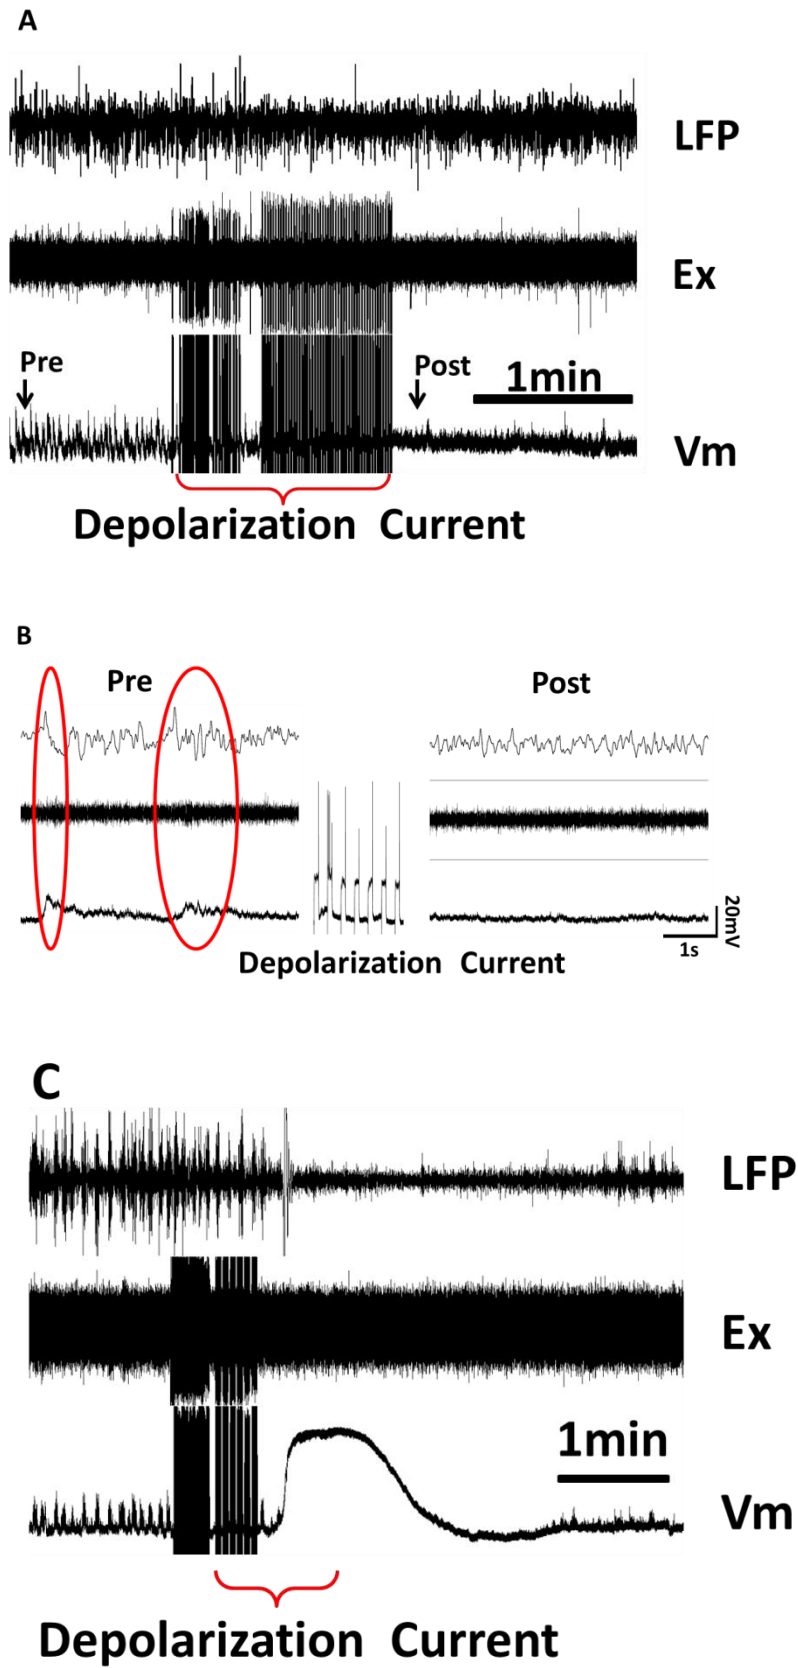 A
LFP
Ex
Pre
Post
1min
Vm
Depolarization Current
B
Pre
Post
20mV
1s
Depolarization Current
C
LFP
Ex
1min
Vm
Depolarization Current